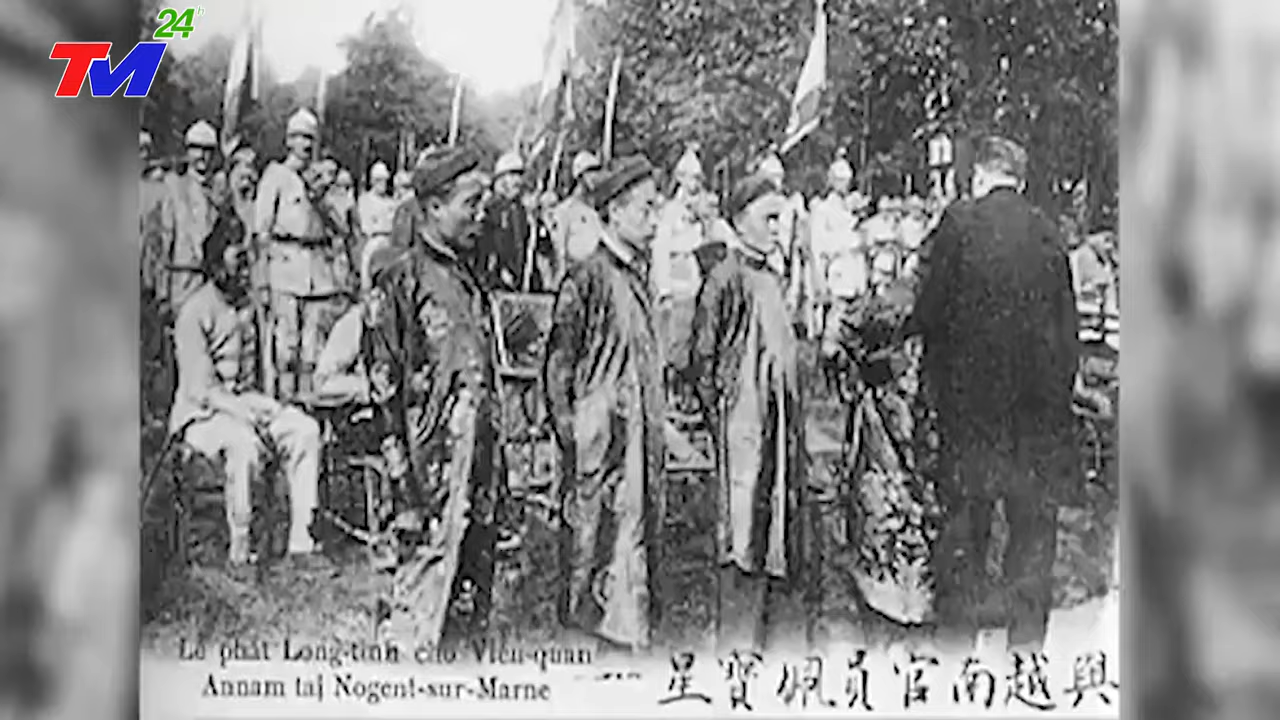 TM 24h
Lễ phát Long-tinh cho Viên-quan
Annam tại Nogent-sur-Marne
與越南官員佩寶星